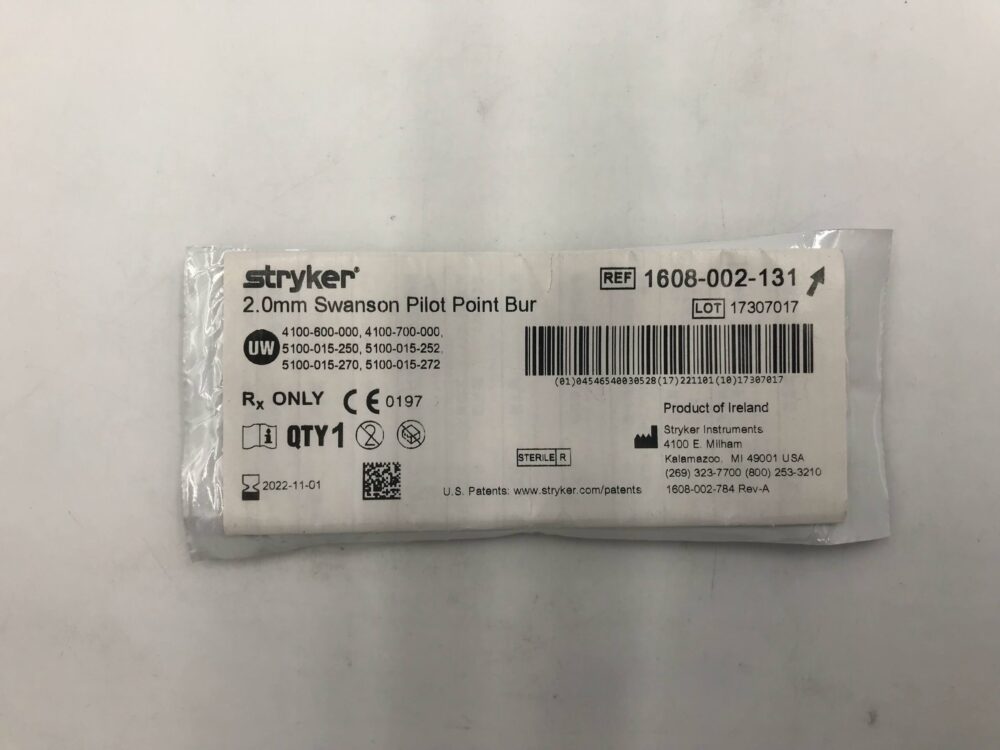 stryker®
REF 1608-002-131
2.0mm Swanson Pilot Point Bur
LOT 17307017
UW
4100-600-000, 4100-700-000,
5100-015-250, 5100-015-252
5100-015-270, 5100-015-272
(01)04546540030528(17)221101(10)17307017
Rx ONLY CE 0197
Product of Ireland
i QTY 1 2
STERILE R
Stryker Instruments
4100 E. Milham
Kalamazoo, MI 49001 USA
(269) 323-7700 (800) 253-3210
2022-11-01
U.S. Patents: www.stryker.com/patents
1608-002-784 Rev-A